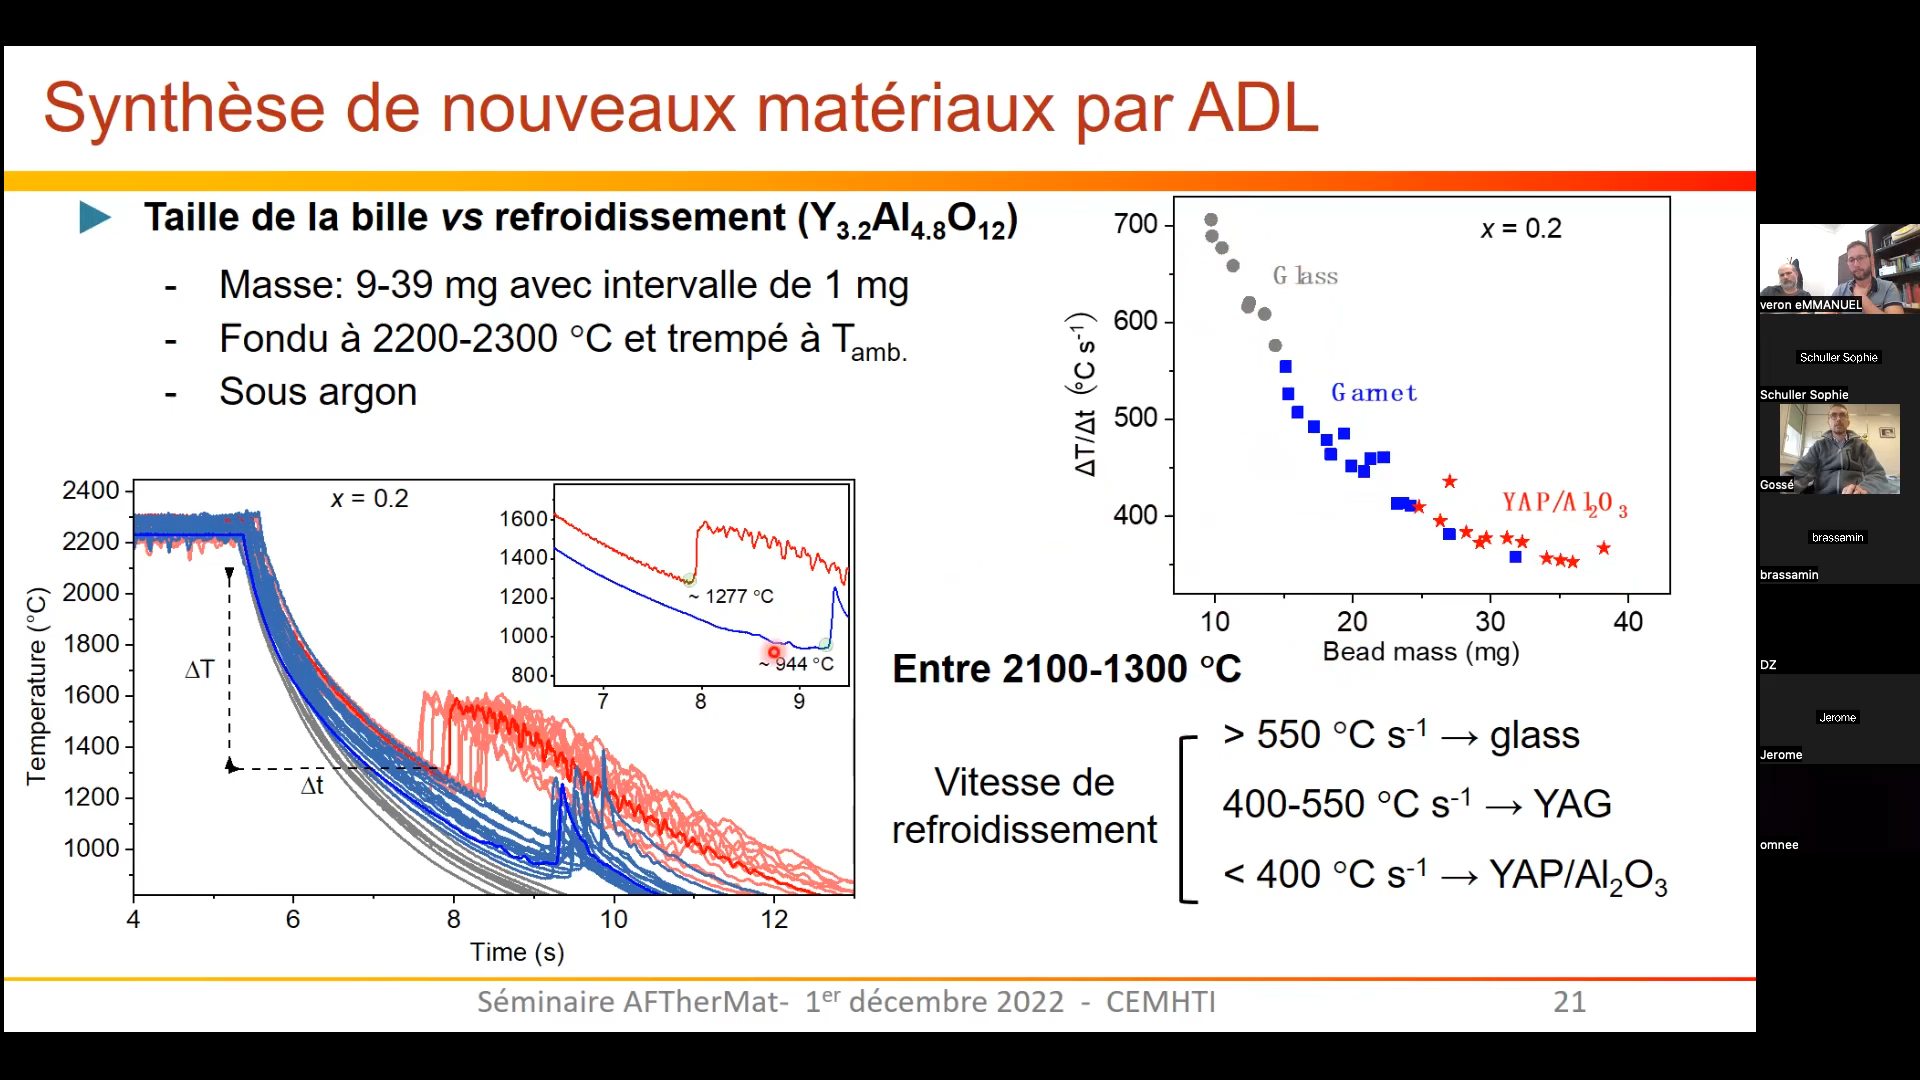 Synthèse de nouveaux matériaux par ADL
Taille de la bille vs refroidissement (Y3.2Al4.8O12)
- Masse: 9-39 mg avec intervalle de 1 mg
- Fondu à 2200-2300 °C et trempé à Tamb.
- Sous argon
x = 0.2
2400
2200
2000
1800
1600
1400
1200
1000
Temperature (°C)
4 6 8 10 12
Time (s)
ΔT
Δt
1600
1400
1200
1000
800
7 8 9
~ 1277 °C
~ 944 °C
x = 0.2
700
600
500
400
ΔT/Δt (°C s-1)
Glass
Garnet
YAP/Al2O3
10 20 30 40
Bead mass (mg)
Entre 2100-1300 °C
Vitesse de
refroidissement
> 550 °C s-1 → glass
400-550 °C s-1 → YAG
< 400 °C s-1 → YAP/Al2O3
Séminaire AFTherMat- 1er décembre 2022 - CEMHTI
21
veron eMMANUEL
Schuller Sophie
Schuller Sophie
Gossé
brassamin
brassamin
DZ
Jerome
Jerome
omnee